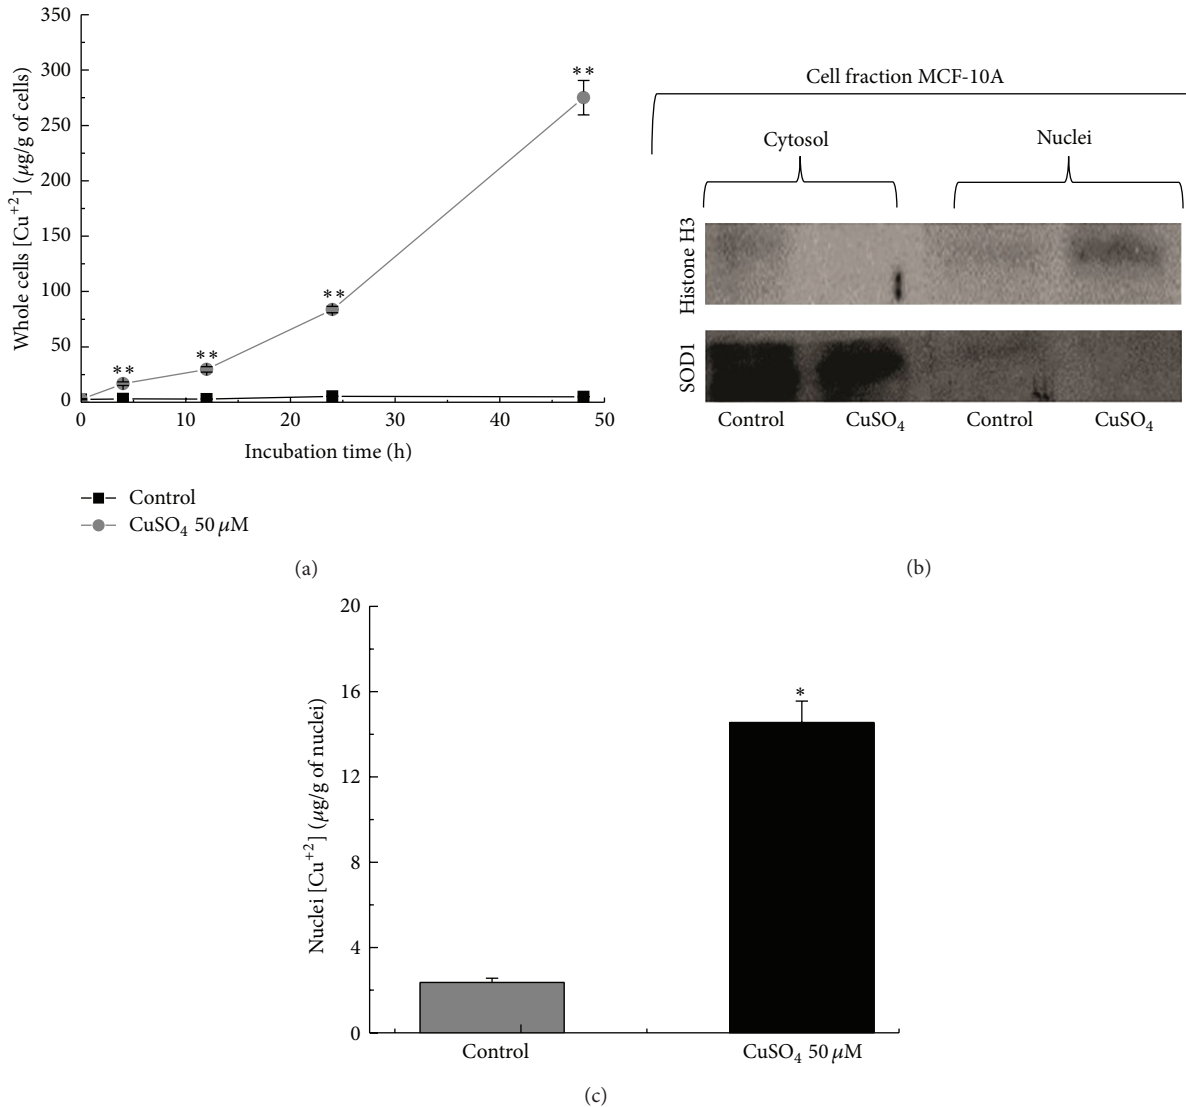 350
300
250
200
150
100
50
0
Whole cells [Cu⁺²] (μg/g of cells)
**
**
**
**
0 10 20 30 40 50
Incubation time (h)
Control
CuSO₄ 50 μM
(a)
Cell fraction MCF-10A
Cytosol Nuclei
Histone H3
SOD1
Control CuSO₄ Control CuSO₄
(b)
20
16
12
8
4
0
Nuclei [Cu⁺²] (μg/g of nuclei)
*
Control CuSO₄ 50 μM
(c)